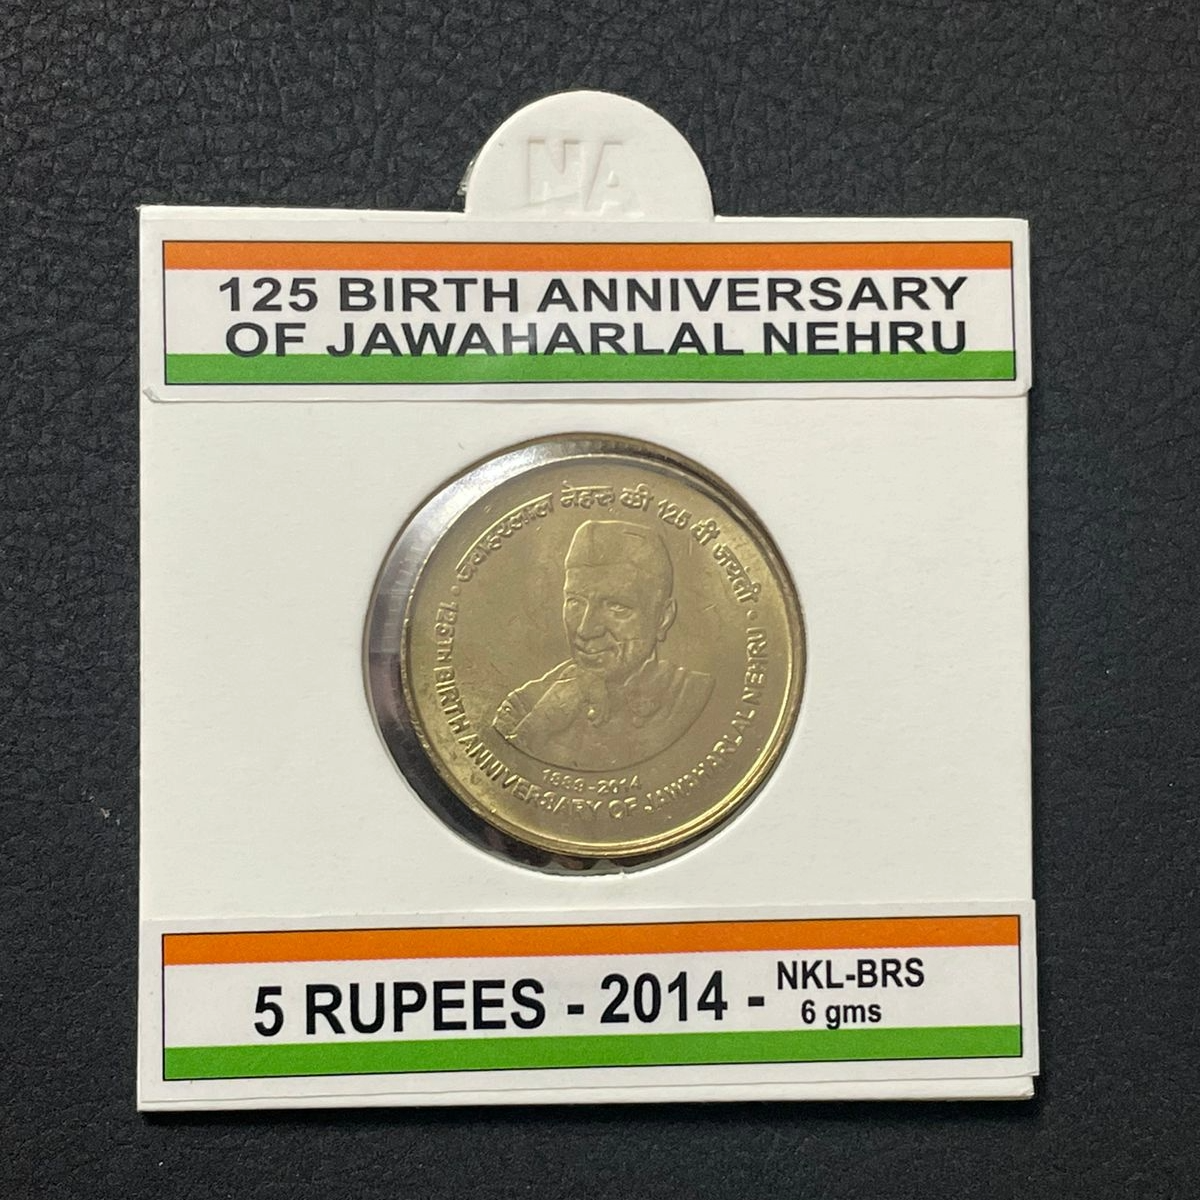 NA
125 BIRTH ANNIVERSARY
OF JAWAHARLAL NEHRU
जवाहरलाल नेहरू की 125 वीं जयंती
125TH BIRTH ANNIVERSARY OF JAWAHARLAL NEHRU
1889-2014
5 RUPEES - 2014 - NKL-BRS
6 gms